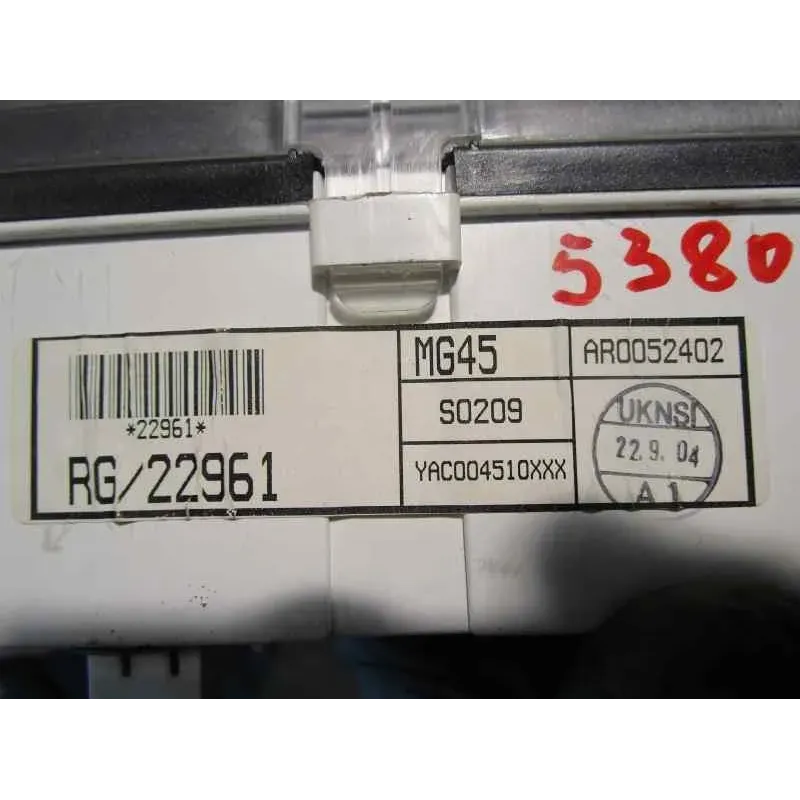 5380
*22961*
RG/22961
MG45
S0209
YAC004510XXX
AR0052402
UKNSI
22.9.04
A1